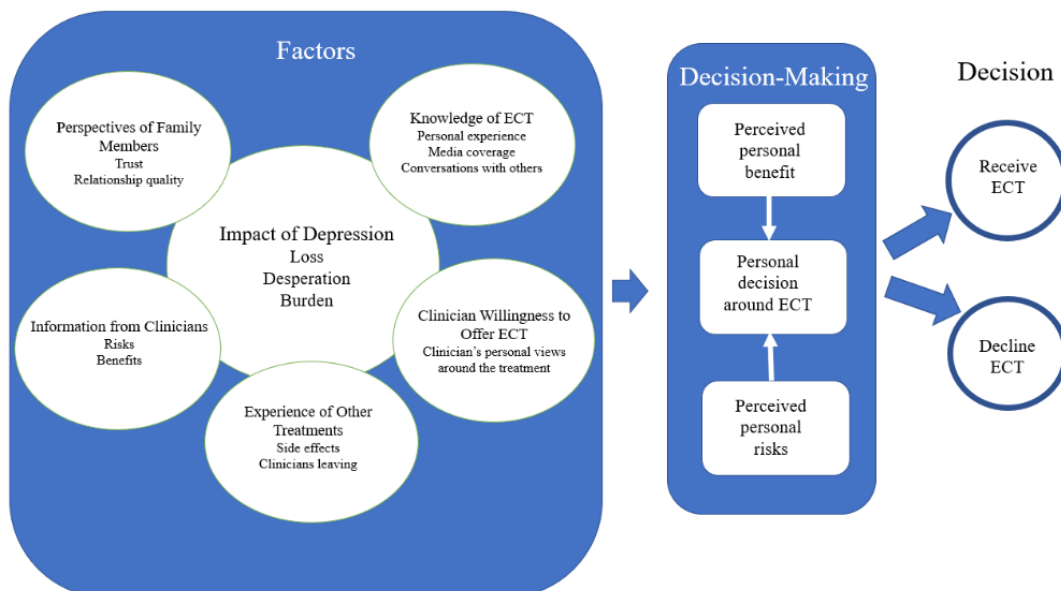 Factors
Perspectives of Family
Members
Trust
Relationship quality
Knowledge of ECT
Personal experience
Media coverage
Conversations with others
Impact of Depression
Loss
Desperation
Burden
Information from Clinicians
Risks
Benefits
Clinician Willingness to
Offer ECT
Clinician's personal views
around the treatment
Experience of Other
Treatments
Side effects
Clinicians leaving
Decision-Making
Perceived
personal
benefit
Personal
decision
around ECT
Perceived
personal
risks
Decision
Receive
ECT
Decline
ECT